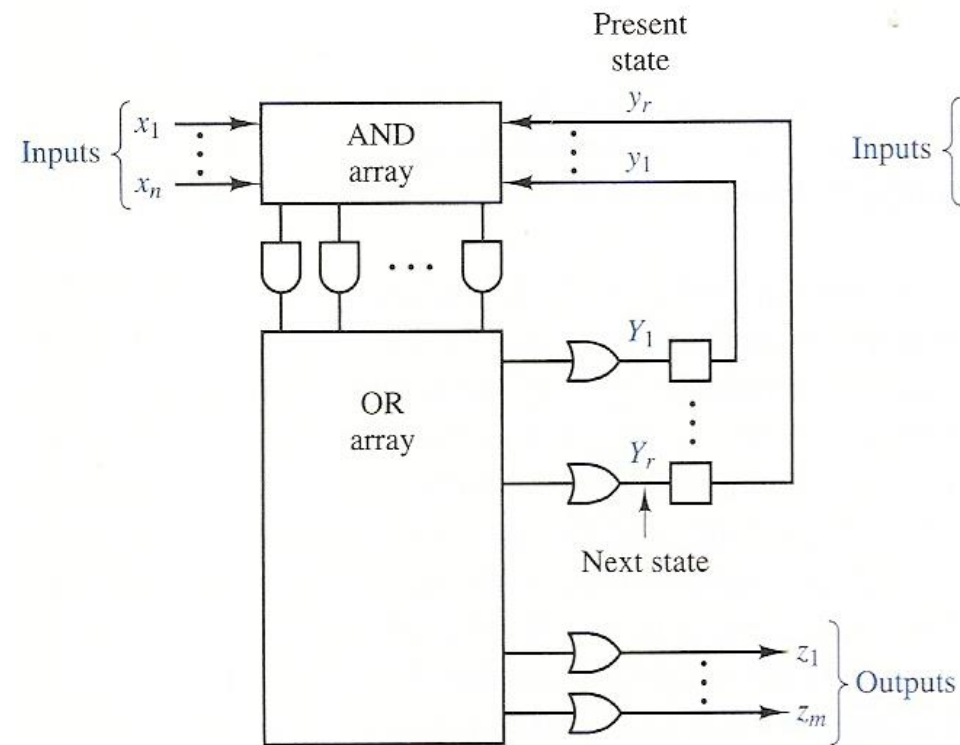 Present
state
Inputs
x₁
xₙ
AND
array
yᵣ
y₁
Inputs
Y₁
OR
array
Yᵣ
Next state
z₁
zₘ
Outputs